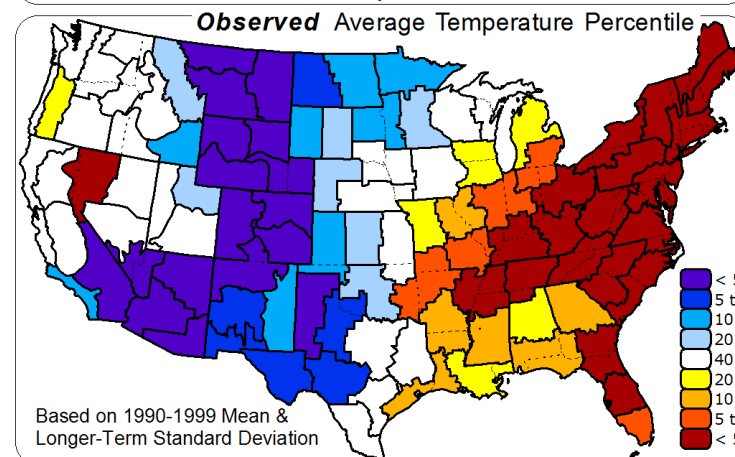 Observed Average Temperature Percentile
Based on 1990-1999 Mean &
Longer-Term Standard Deviation
< 5
5 t
10
20
40
20
10
5 t
< 5